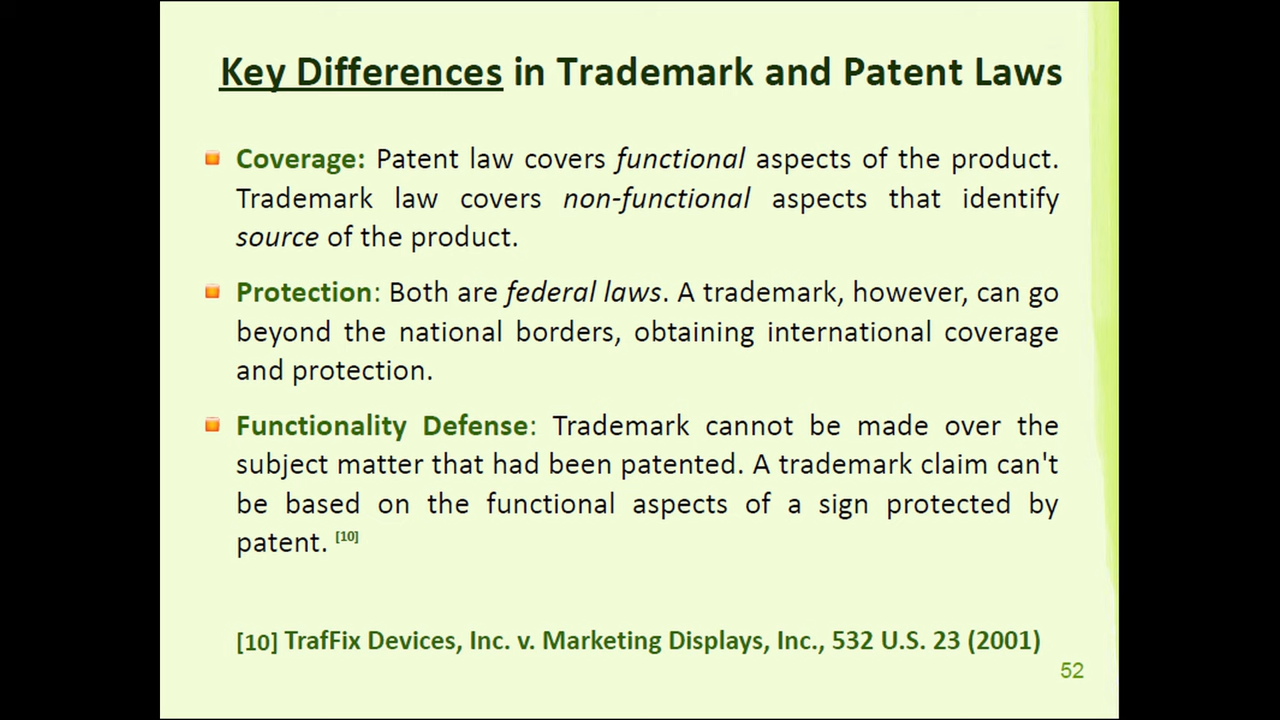 Key Differences in Trademark and Patent Laws
Coverage: Patent law covers functional aspects of the product.
Trademark law covers non-functional aspects that identify
source of the product.
Protection: Both are federal laws. A trademark, however, can go
beyond the national borders, obtaining international coverage
and protection.
Functionality Defense: Trademark cannot be made over the
subject matter that had been patented. A trademark claim can't
be based on the functional aspects of a sign protected by
patent. [10]
[10] TrafFix Devices, Inc. v. Marketing Displays, Inc., 532 U.S. 23 (2001)
52